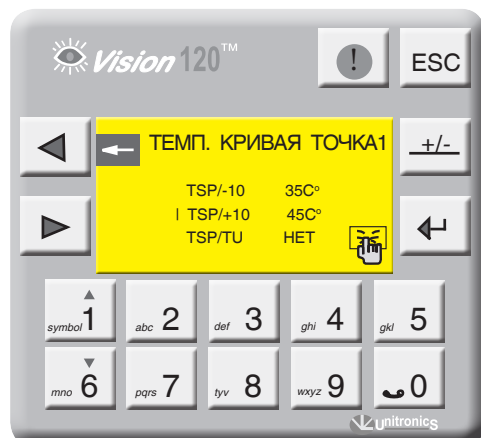 Vision 120™
! ESC
ТЕМП. КРИВАЯ ТОЧКА1
+/-
TSP/-10 35C°
| TSP/+10 45C°
TSP/TU НЕТ
symbol 1 abc 2 def 3 ghi 4 gkl 5
mno 6 pqrs 7 tyv 8 wxyz 9 0
Unitronics